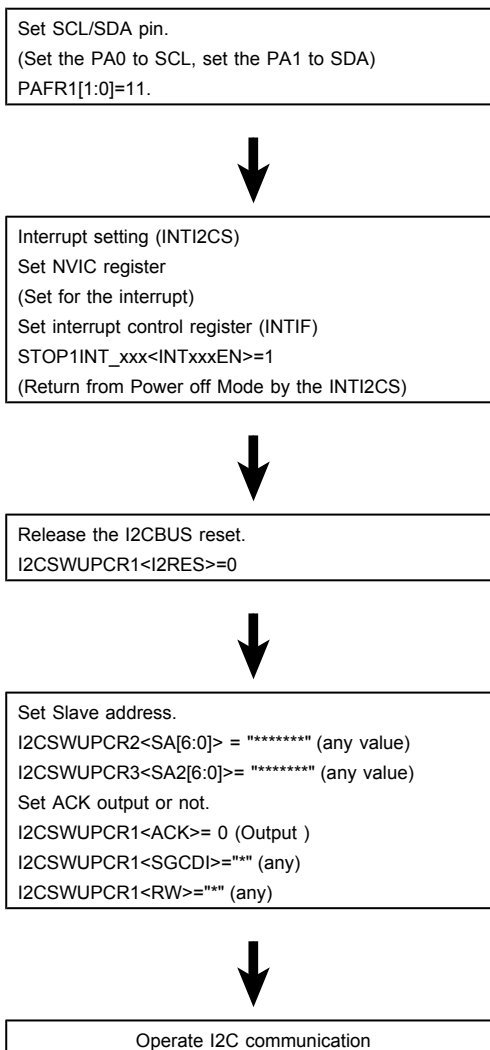 Set SCL/SDA pin.
(Set the PA0 to SCL, set the PA1 to SDA)
PAFR1[1:0]=11.
Interrupt setting (INTI2CS)
Set NVIC register
(Set for the interrupt)
Set interrupt control register (INTIF)
STOP1INT_xxx<INTxxxEN>=1
(Return from Power off Mode by the INTI2CS)
Release the I2CBUS reset.
I2CSWUPCR1<I2RES>=0
Set Slave address.
I2CSWUPCR2<SA[6:0]> = "*******" (any value)
I2CSWUPCR3<SA2[6:0]>= "*******" (any value)
Set ACK output or not.
I2CSWUPCR1<ACK>= 0 (Output )
I2CSWUPCR1<SGCDI>="*" (any)
I2CSWUPCR1<RW>="*" (any)
Operate I2C communication